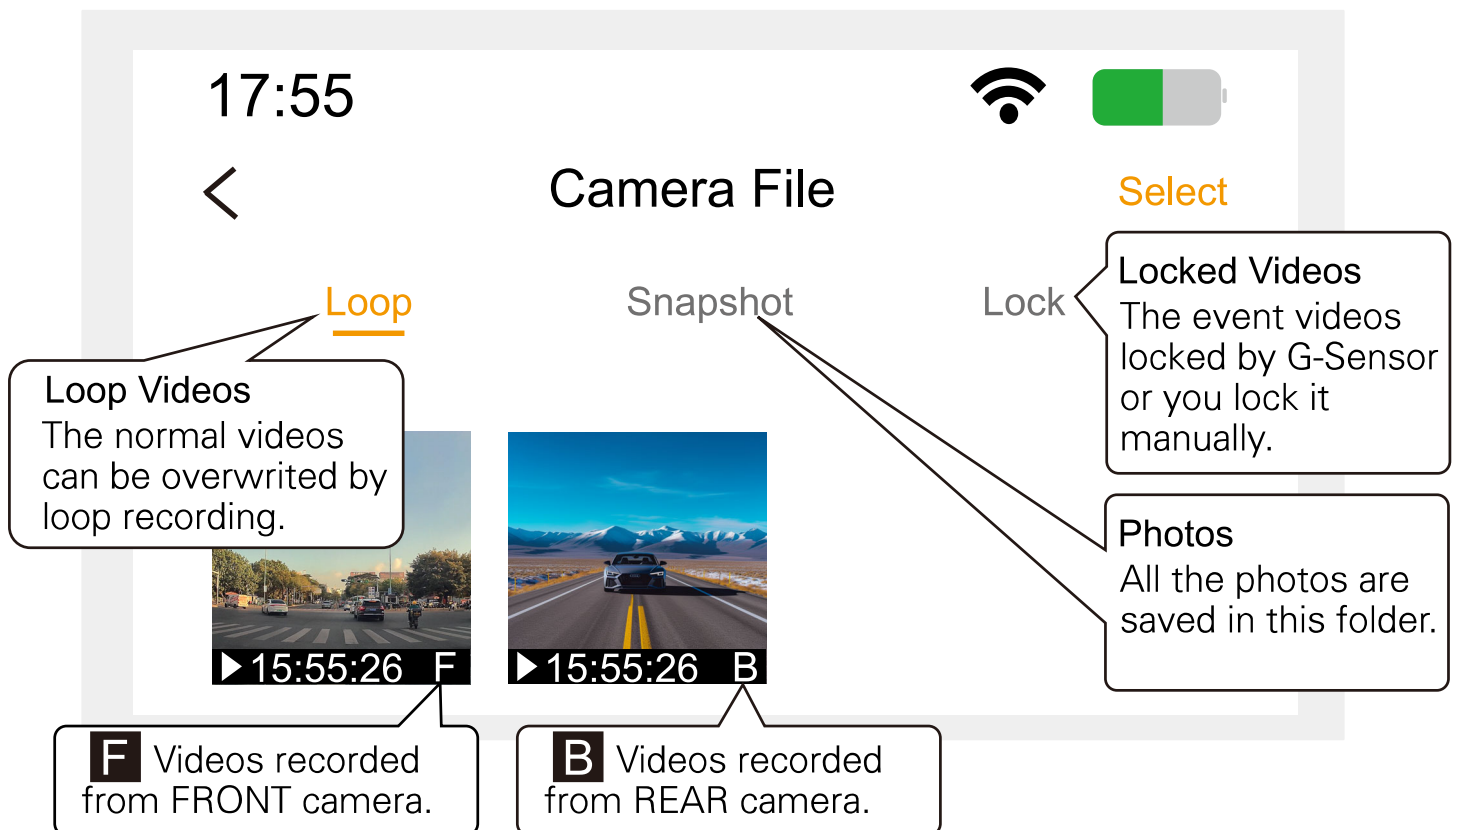 17:55
Camera File
Select
Loop
Snapshot
Lock
Locked Videos
The event videos
locked by G-Sensor
or you lock it
manually.
Loop Videos
The normal videos
can be overwrited by
loop recording.
Photos
All the photos are
saved in this folder.
15:55:26 F
15:55:26 B
F Videos recorded
from FRONT camera.
B Videos recorded
from REAR camera.